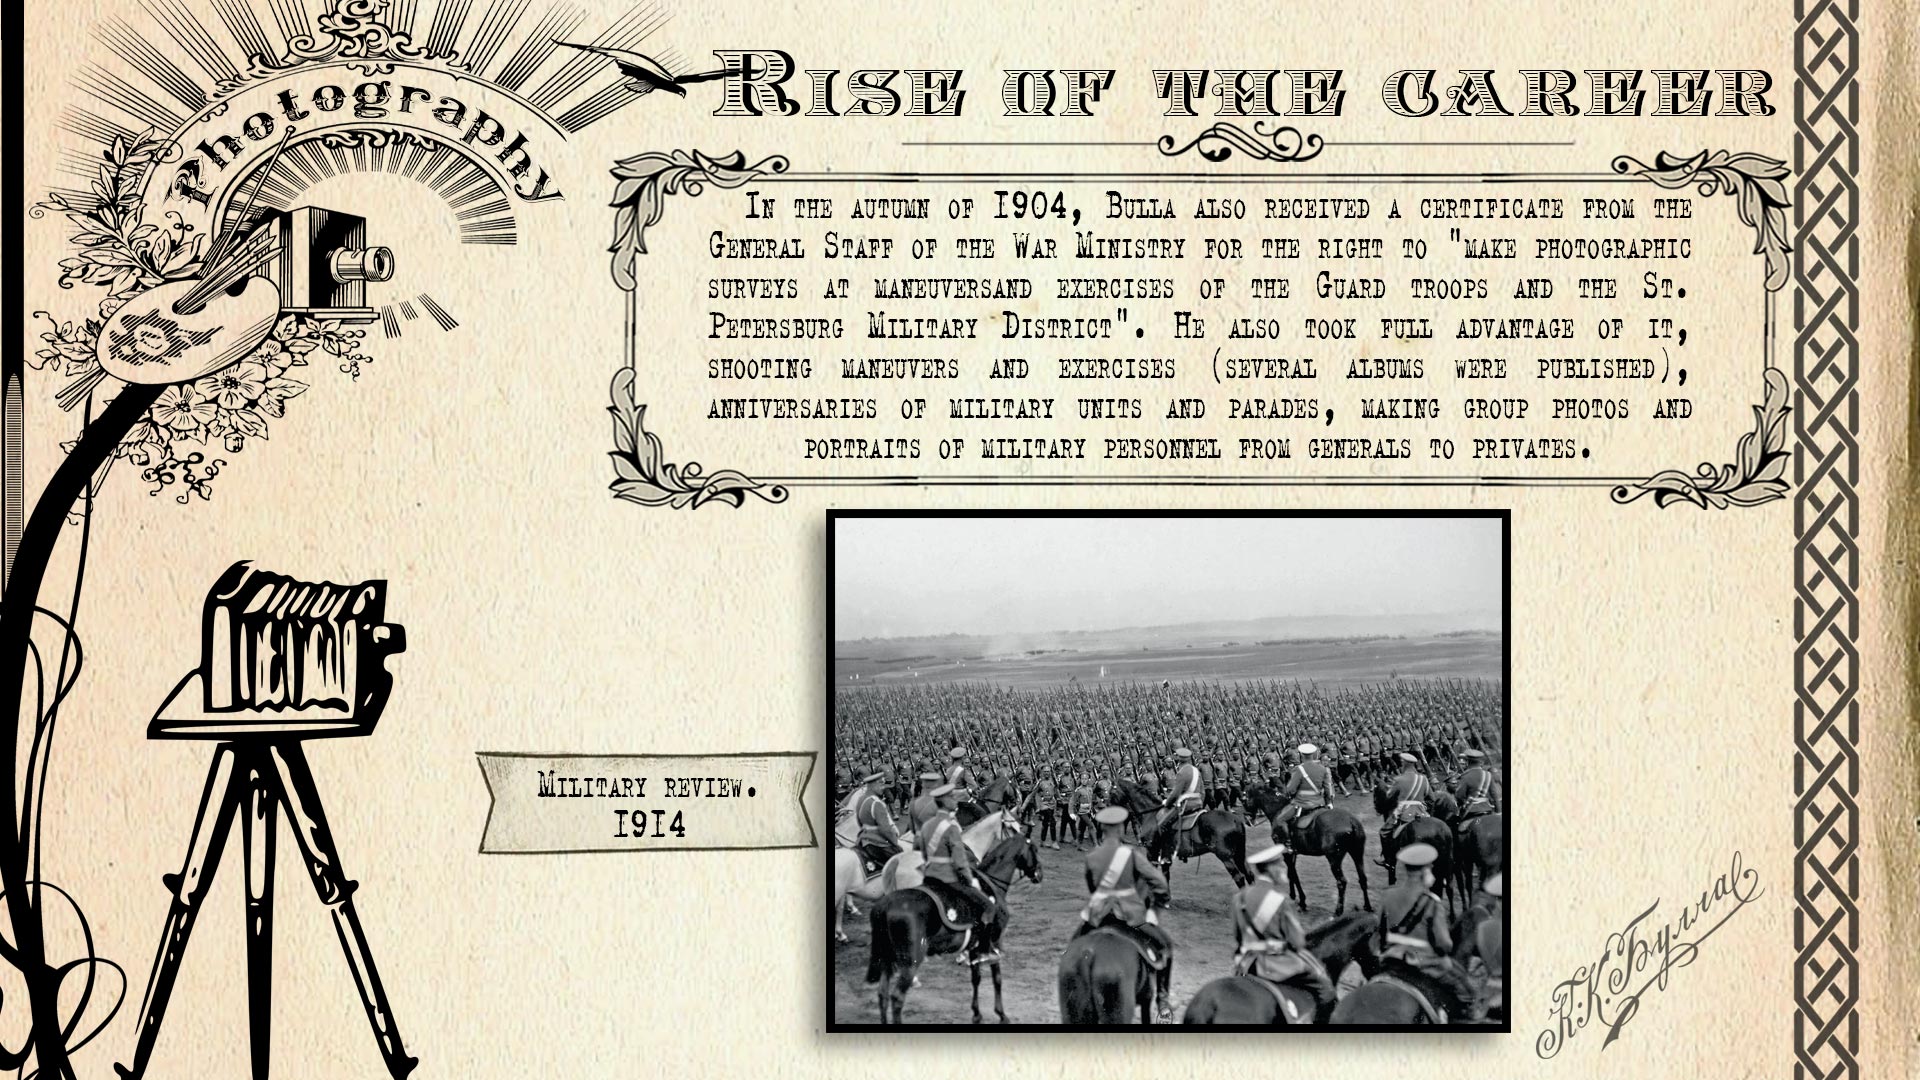 Photography
Rise of the career
In the autumn of 1904, Bulla also received a certificate from the
General Staff of the War Ministry for the right to "make photographic
surveys at maneuversand exercises of the Guard troops and the St.
Petersburg Military District". He also took full advantage of it,
shooting maneuvers and exercises (several albums were published),
anniversaries of military units and parades, making group photos and
portraits of military personnel from generals to privates.
Military review.
1914
К.К.Булла